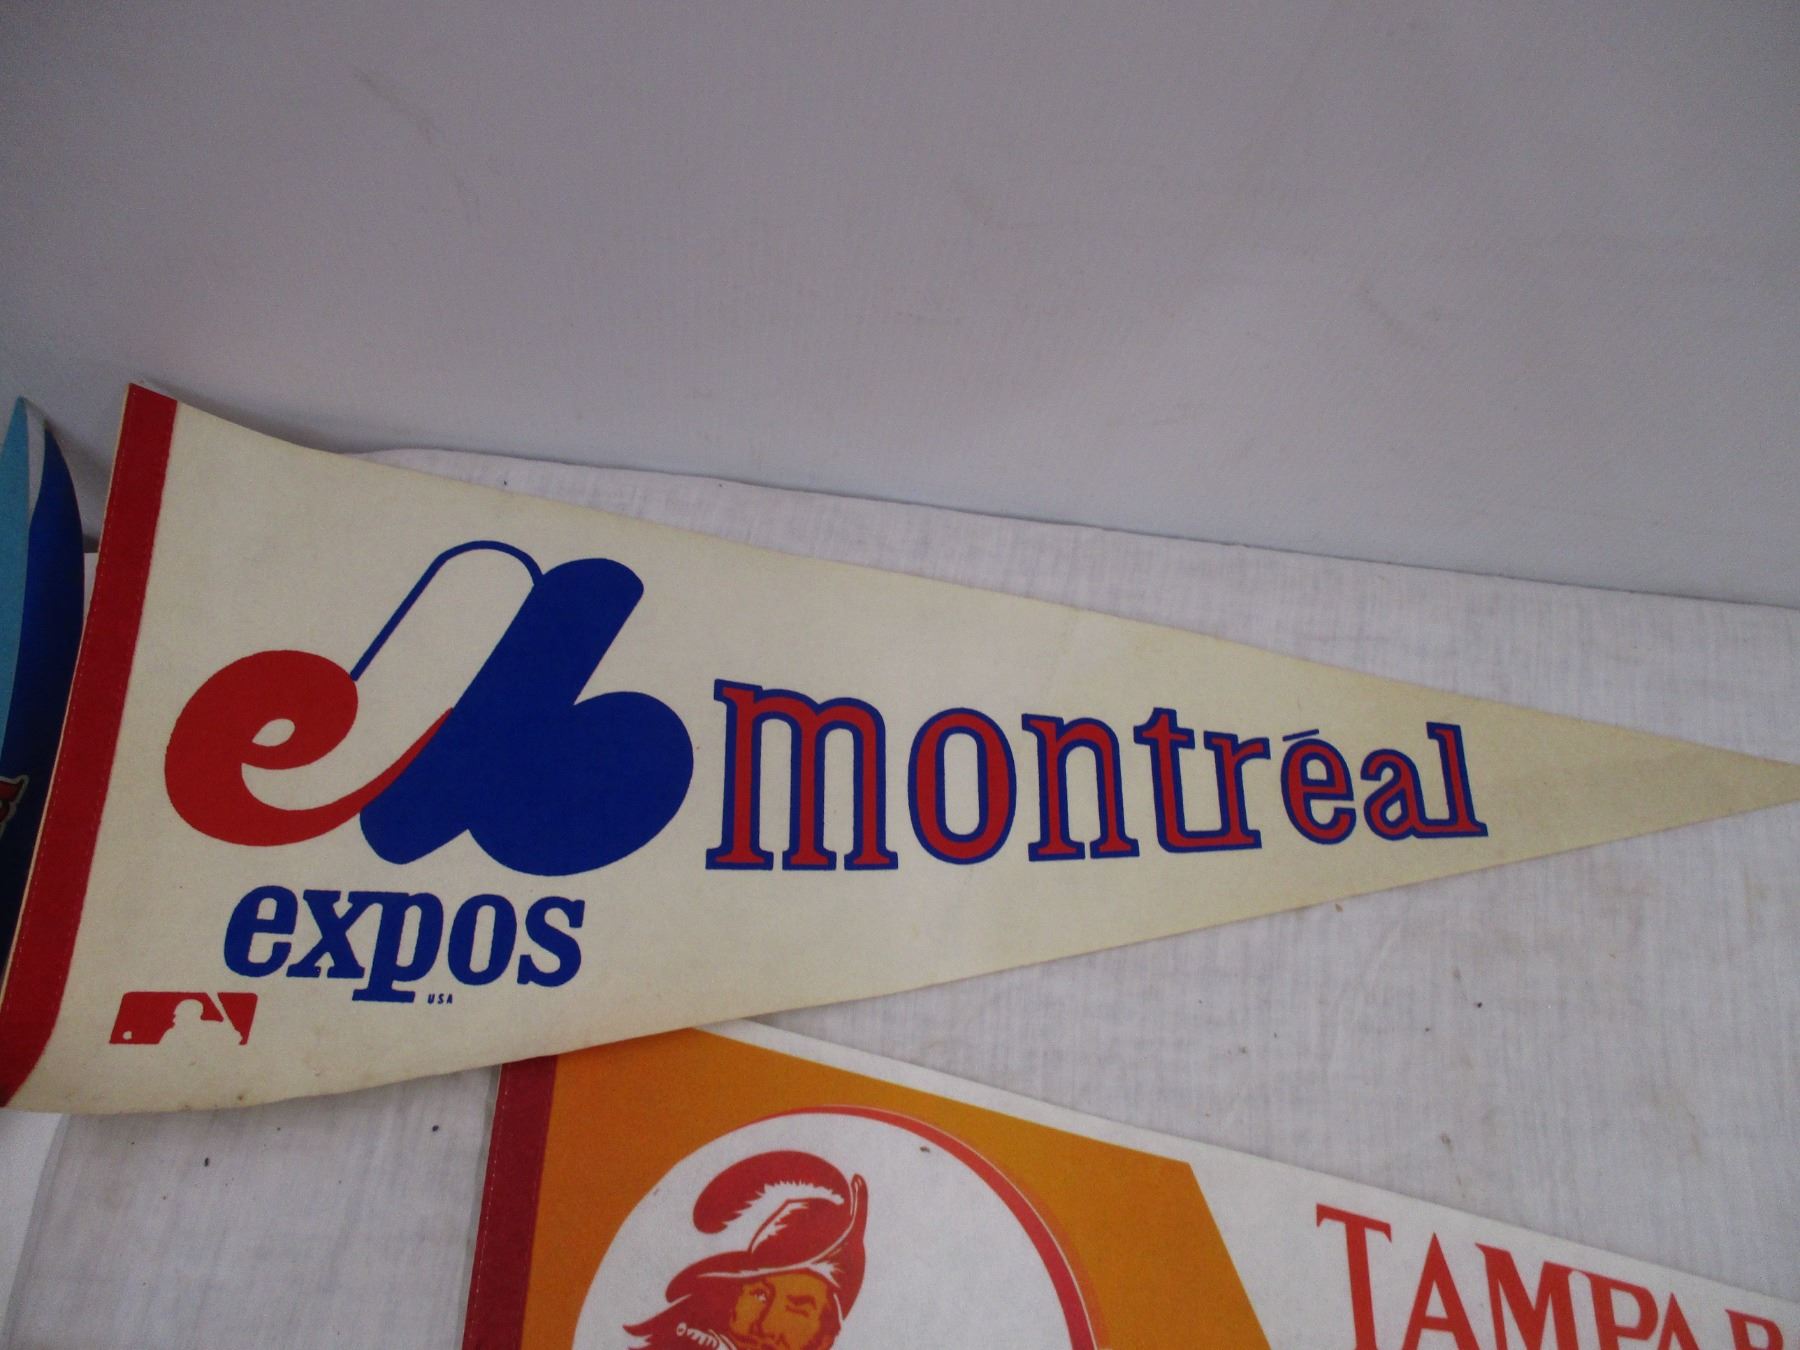 montréal
expos
USA
TAMPA B